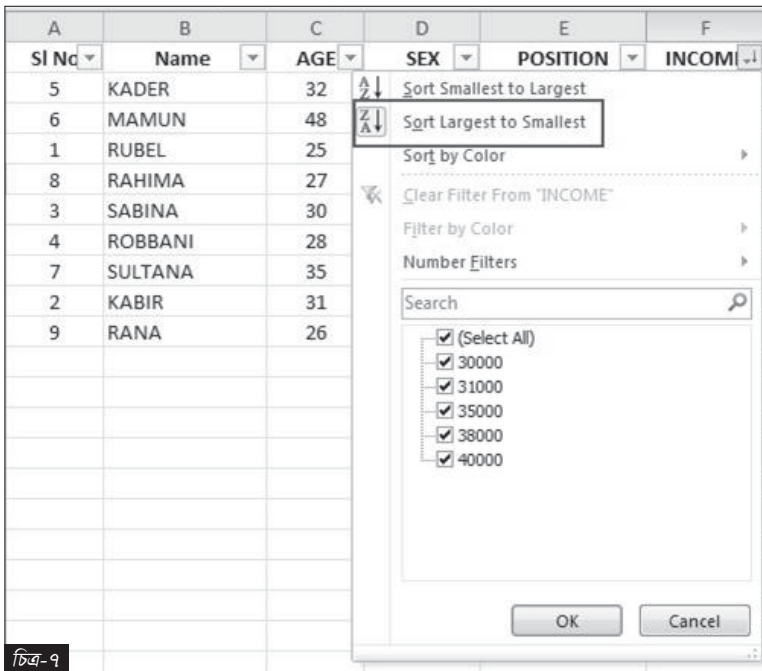 A B C D E F
Sl No Name AGE SEX POSITION INCOM
5 KADER 32
6 MAMUN 48
1 RUBEL 25
8 RAHIMA 27
3 SABINA 30
4 ROBBANI 28
7 SULTANA 35
2 KABIR 31
9 RANA 26
Sort Smallest to Largest
Sort Largest to Smallest
Sort by Color
Clear Filter From "INCOME"
Filter by Color
Number Filters
Search
(Select All)
30000
31000
35000
38000
40000
OK Cancel
চিত্র-৭